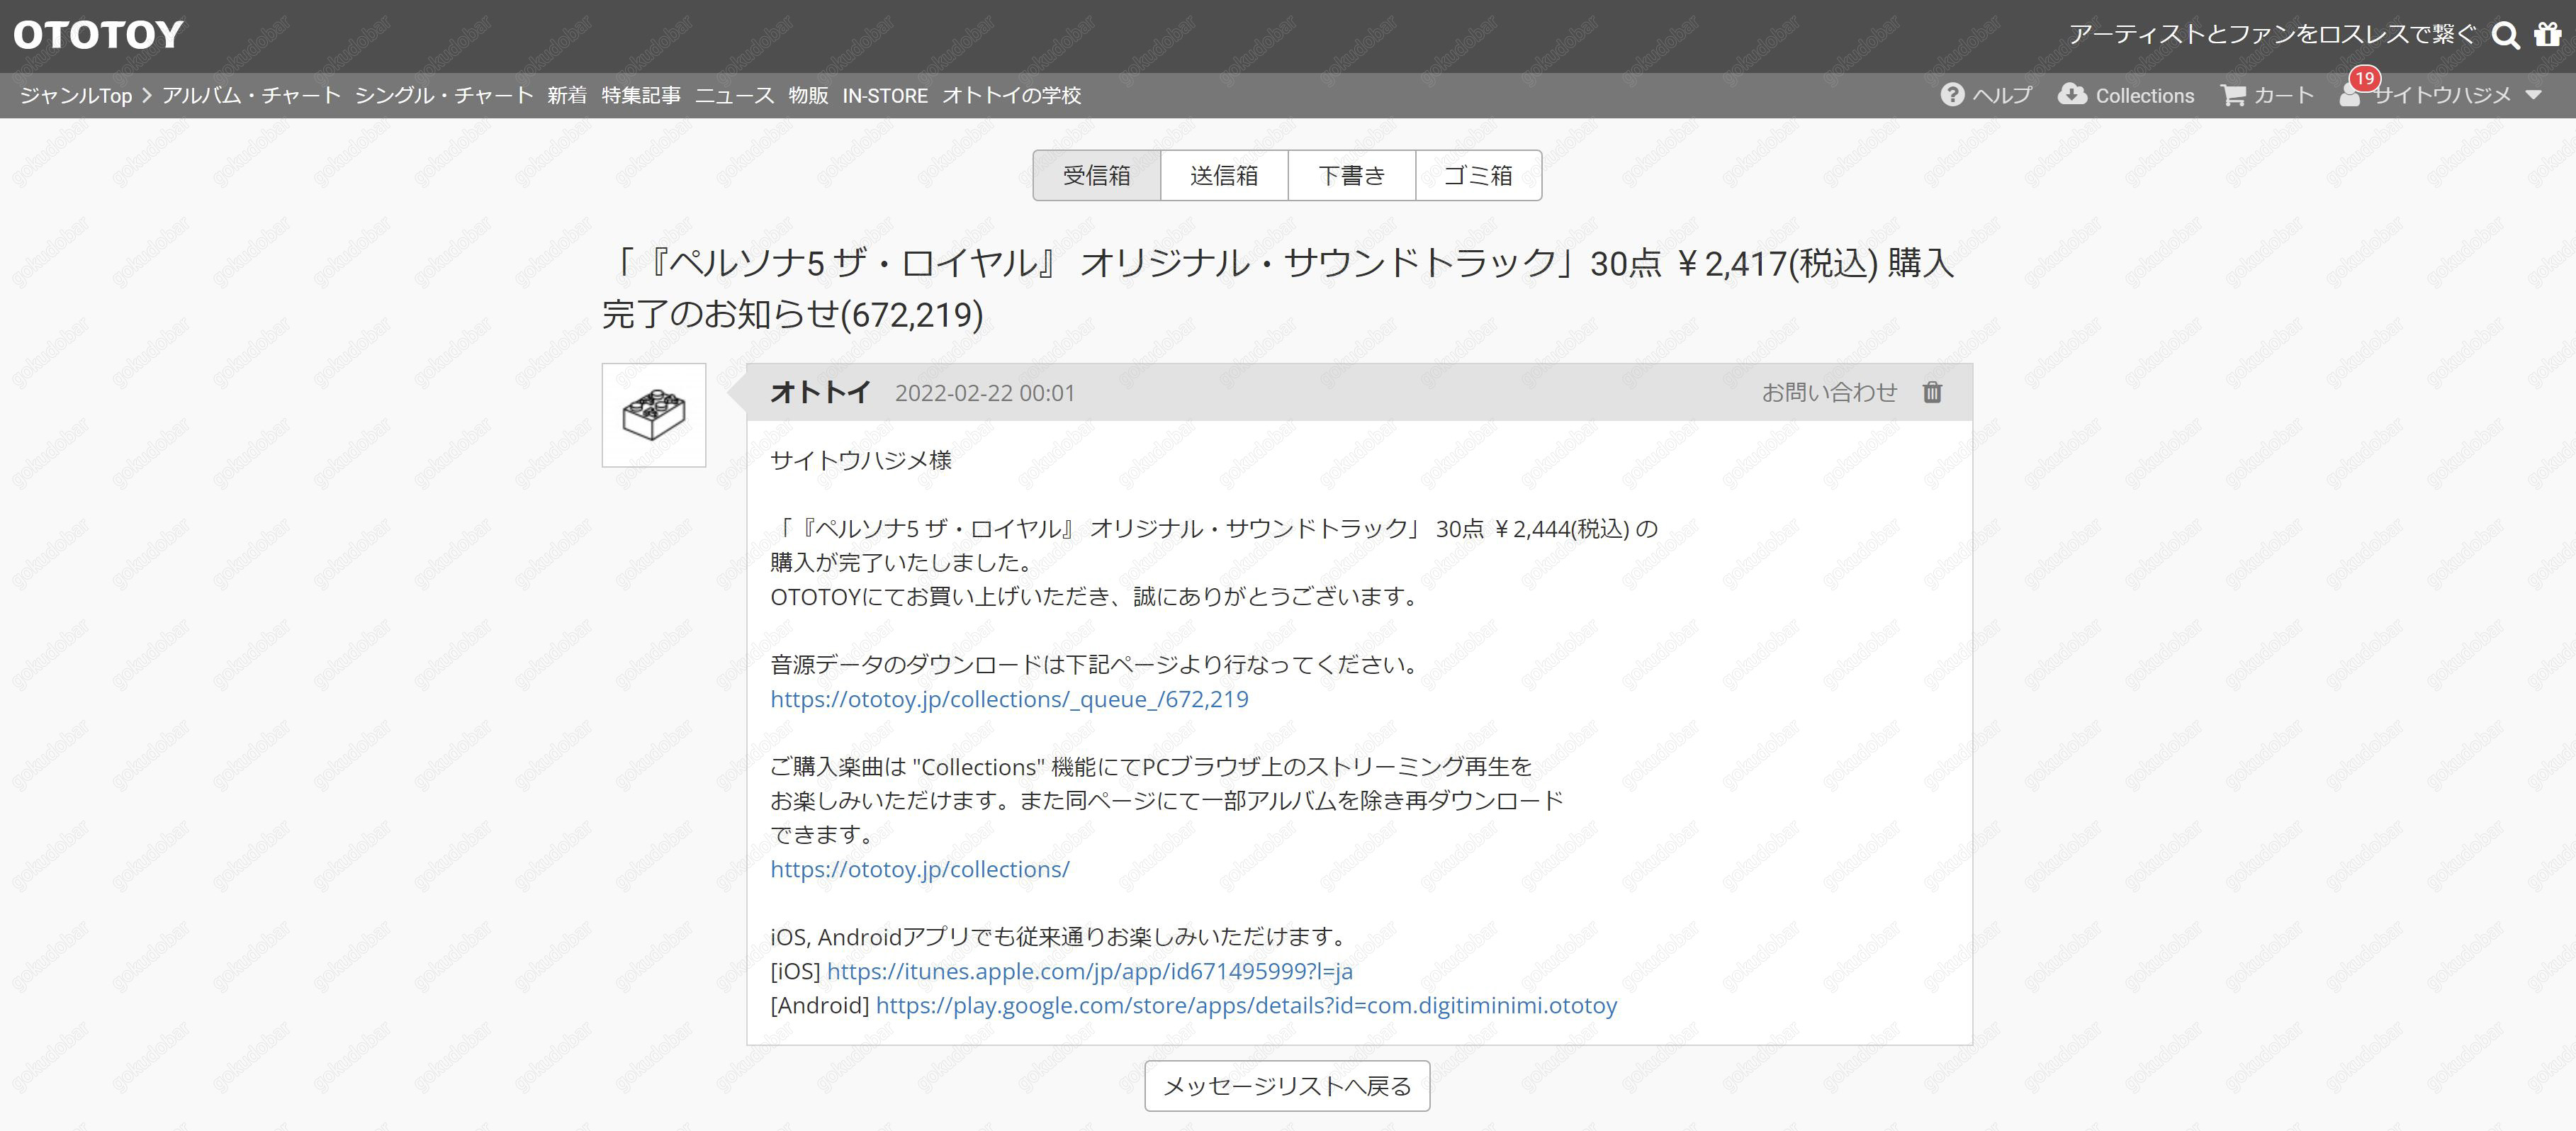 OTOTOY
アーティストとファンをロスレスで繋ぐ
ジャンルTop アルバム・チャート シングル・チャート 新着 特集記事 ニュース 物販 IN-STORE オトトイの学校
ヘルプ Collections カート 19 サイトウハジメ
受信箱 送信箱 下書き ゴミ箱
「『ペルソナ5 ザ・ロイヤル』 オリジナル・サウンドトラック」30点 ￥2,417(税込) 購入
完了のお知らせ(672,219)
オトトイ 2022-02-22 00:01 お問い合わせ
サイトウハジメ様
「『ペルソナ5 ザ・ロイヤル』 オリジナル・サウンドトラック」 30点 ￥2,444(税込) の
購入が完了いたしました。
OTOTOYにてお買い上げいただき、誠にありがとうございます。
音源データのダウンロードは下記ページより行なってください。
https://ototoy.jp/collections/_queue_/672,219
ご購入楽曲は "Collections" 機能にてPCブラウザ上のストリーミング再生を
お楽しみいただけます。また同ページにて一部アルバムを除き再ダウンロード
できます。
https://ototoy.jp/collections/
iOS, Androidアプリでも従来通りお楽しみいただけます。
[iOS] https://itunes.apple.com/jp/app/id671495999?l=ja
[Android] https://play.google.com/store/apps/details?id=com.digitiminimi.ototoy
メッセージリストへ戻る
gokudobar